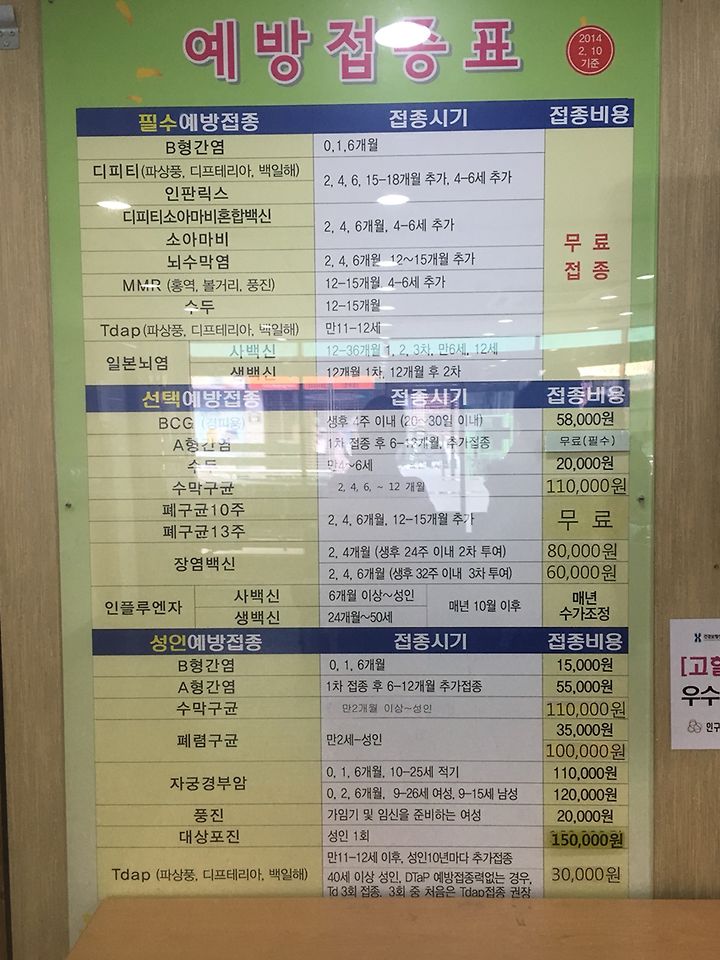 예방접종표
2014
2. 10
기준
필수예방접종 접종시기 접종비용
B형간염 0,1,6개월
디피티(파상풍, 디프테리아, 백일해)
인판릭스
2, 4, 6, 15-18개월 추가, 4-6세 추가
디피티소아마비혼합백신
소아마비
2, 4, 6개월, 4-6세 추가
뇌수막염 2, 4, 6개월, 12~15개월 추가
MMR (홍역, 볼거리, 풍진) 12-15개월, 4-6세 추가
수두 12-15개월
Tdap(파상풍, 디프테리아, 백일해) 만11-12세
일본뇌염
사백신 12-36개월 1, 2, 3차, 만6세, 12세
생백신 12개월 1차, 12개월 후 2차
무료
접종
선택예방접종 접종시기 접종비용
BCG (경피용) 생후 4주 이내 (20~30일 이내) 58,000원
A형간염 1차 접종 후 6-12개월, 추가접종 무료(필수)
수두 만4~6세 20,000원
수막구균 2, 4, 6, ~ 12 개월 110,000원
폐구균10주
폐구균13주
2, 4, 6개월, 12-15개월 추가 무료
장염백신
2, 4개월 (생후 24주 이내 2차 투여) 80,000원
2, 4, 6개월 (생후 32주 이내 3차 투여) 60,000원
인플루엔자
사백신 6개월 이상~성인
생백신 24개월~50세
매년 10월 이후
매년
수가조정
성인예방접종 접종시기 접종비용
B형간염 0, 1, 6개월 15,000원
A형간염 1차 접종 후 6-12개월 추가접종 55,000원
수막구균 만2개월 이상~성인 110,000원
폐렴구균 만2세-성인 35,000원
100,000원
자궁경부암
0, 1, 6개월, 10-25세 적기 110,000원
0, 2, 6개월, 9-26세 여성, 9-15세 남성 120,000원
풍진 가임기 및 임신을 준비하는 여성 20,000원
대상포진 성인 1회 150,000원
Tdap (파상풍, 디프테리아, 백일해)
만11-12세 이후, 성인10년마다 추가접종
40세 이상 성인, DTaP 예방접종력없는 경우,
Td 3회 접종, 3회 중 처음은 Tdap접종 권장
30,000원
[고혈
우수
인구